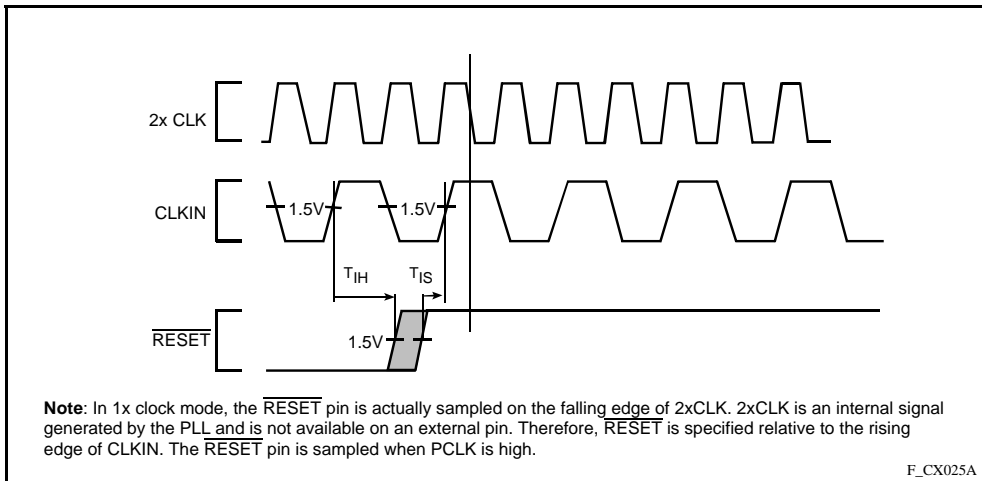 2x CLK
CLKIN
1.5V
1.5V
TIH
TIS
RESET
1.5V
Note: In 1x clock mode, the RESET pin is actually sampled on the falling edge of 2xCLK. 2xCLK is an internal signal
generated by the PLL and is not available on an external pin. Therefore, RESET is specified relative to the rising
edge of CLKIN. The RESET pin is sampled when PCLK is high.
F_CX025A